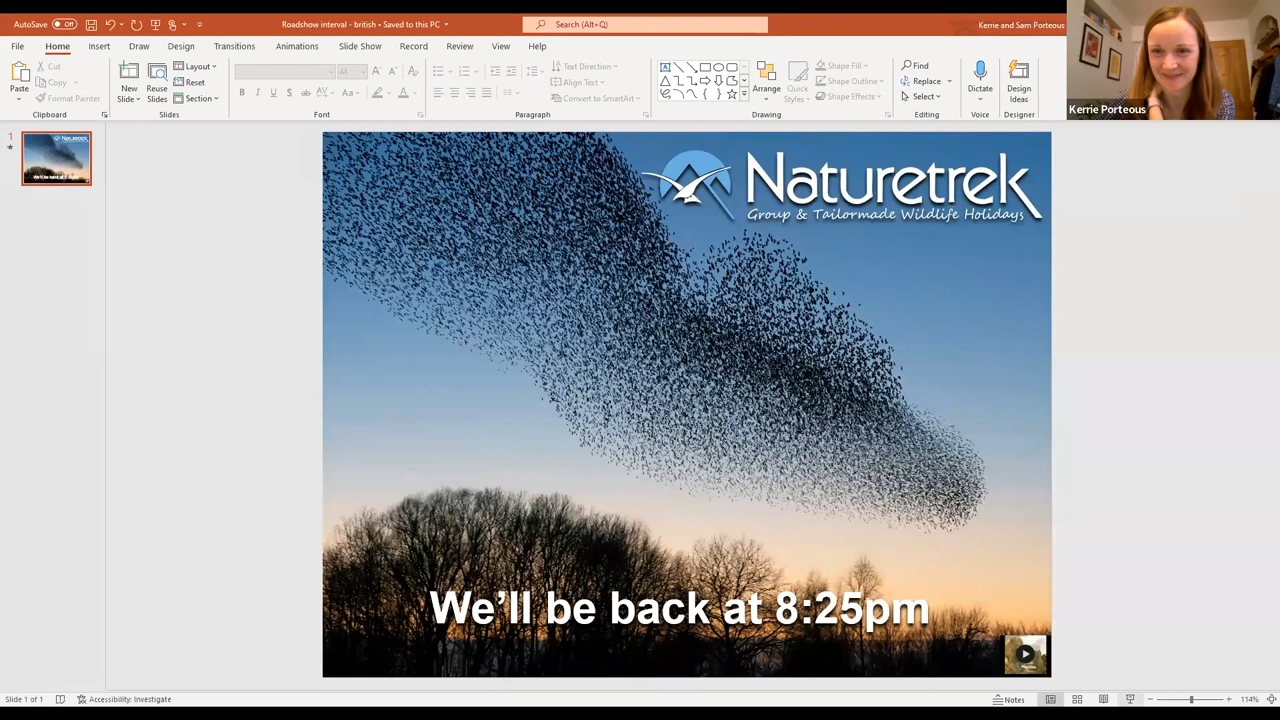 AutoSave Off
Roadshow interval - british • Saved to this PC
Search (Alt+Q)
Kerrie and Sam Porteous
File Home Insert Draw Design Transitions Animations Slide Show Record Review View Help
Paste
Cut
Copy
Format Painter
Clipboard
New Slide
Reuse Slides
Layout
Reset
Section
Slides
44
Font
Text Direction
Align Text
Convert to SmartArt
Paragraph
Arrange
Quick Styles
Shape Fill
Shape Outline
Shape Effects
Drawing
Find
Replace
Select
Editing
Dictate
Voice
Design Ideas
Designer
Kerrie Porteous
1
Naturetrek
Group & Tailormade Wildlife Holidays
We'll be back at 8:25pm
Slide 1 of 1
Accessibility: Investigate
Notes
114%